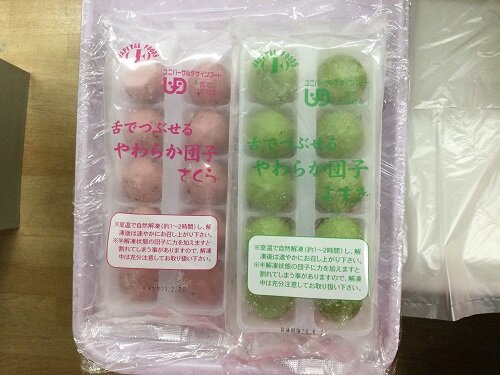 CAPITAL FOODS
ユニバーサルデザインフード
舌で
つぶせる
舌でつぶせる
やわらか団子
さくら
※室温で自然解凍(約1〜2時間)し、解
凍後は速やかにお召し上がり下さい。
※半解凍状態の団子に力を加えますと
割れてしまう事がありますので、解凍
中は充分注意してお取り扱い下さい。
ユニバーサルデザインフード
舌でつぶせる
やわらか団子
よもぎ
※室温で自然解凍(約1〜2時間)し、解
凍後は速やかにお召し上がり下さい。
※半解凍状態の団子に力を加えますと
割れてしまう事がありますので、解凍
中は充分注意してお取り扱い下さい。